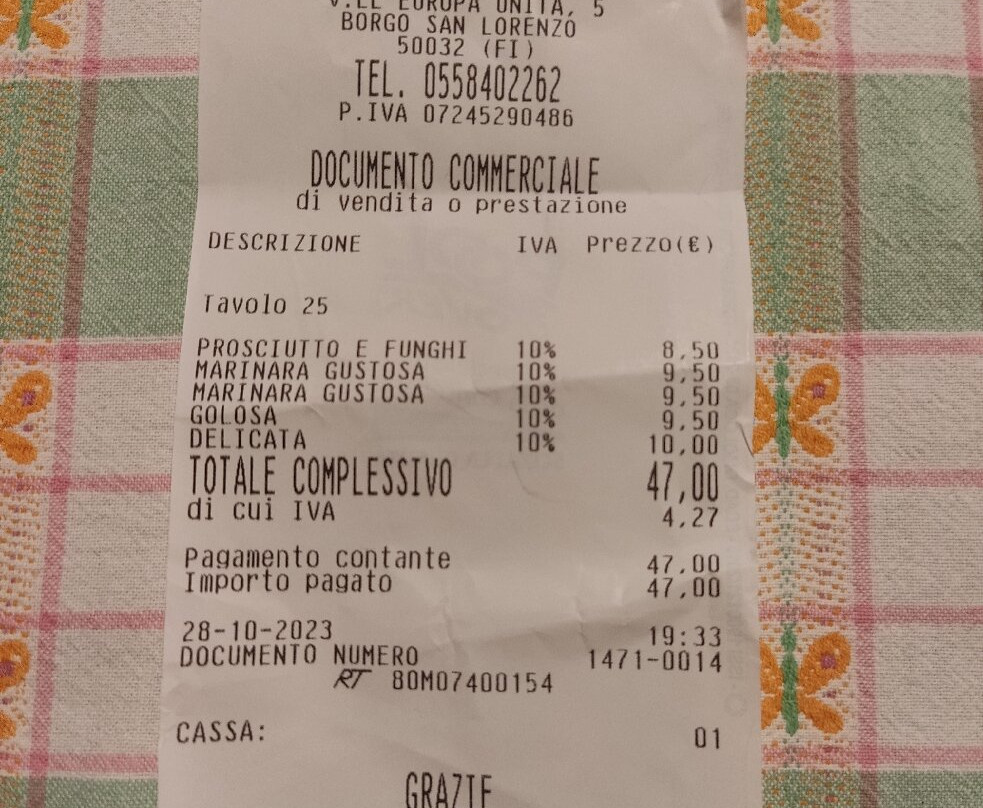 V.LE EUROPA UNITA, 5
BORGO SAN LORENZO
50032 (FI)
TEL. 0558402262
P.IVA 07245290486
DOCUMENTO COMMERCIALE
di vendita o prestazione
DESCRIZIONE IVA Prezzo(€)
Tavolo 25
PROSCIUTTO E FUNGHI 10% 8,50
MARINARA GUSTOSA 10% 9,50
MARINARA GUSTOSA 10% 9,50
GOLOSA 10% 9,50
DELICATA 10% 10,00
TOTALE COMPLESSIVO 47,00
di cui IVA 4,27
Pagamento contante 47,00
Importo pagato 47,00
28-10-2023 19:33
DOCUMENTO NUMERO 1471-0014
RT 80M07400154
CASSA: 01
GRAZIE